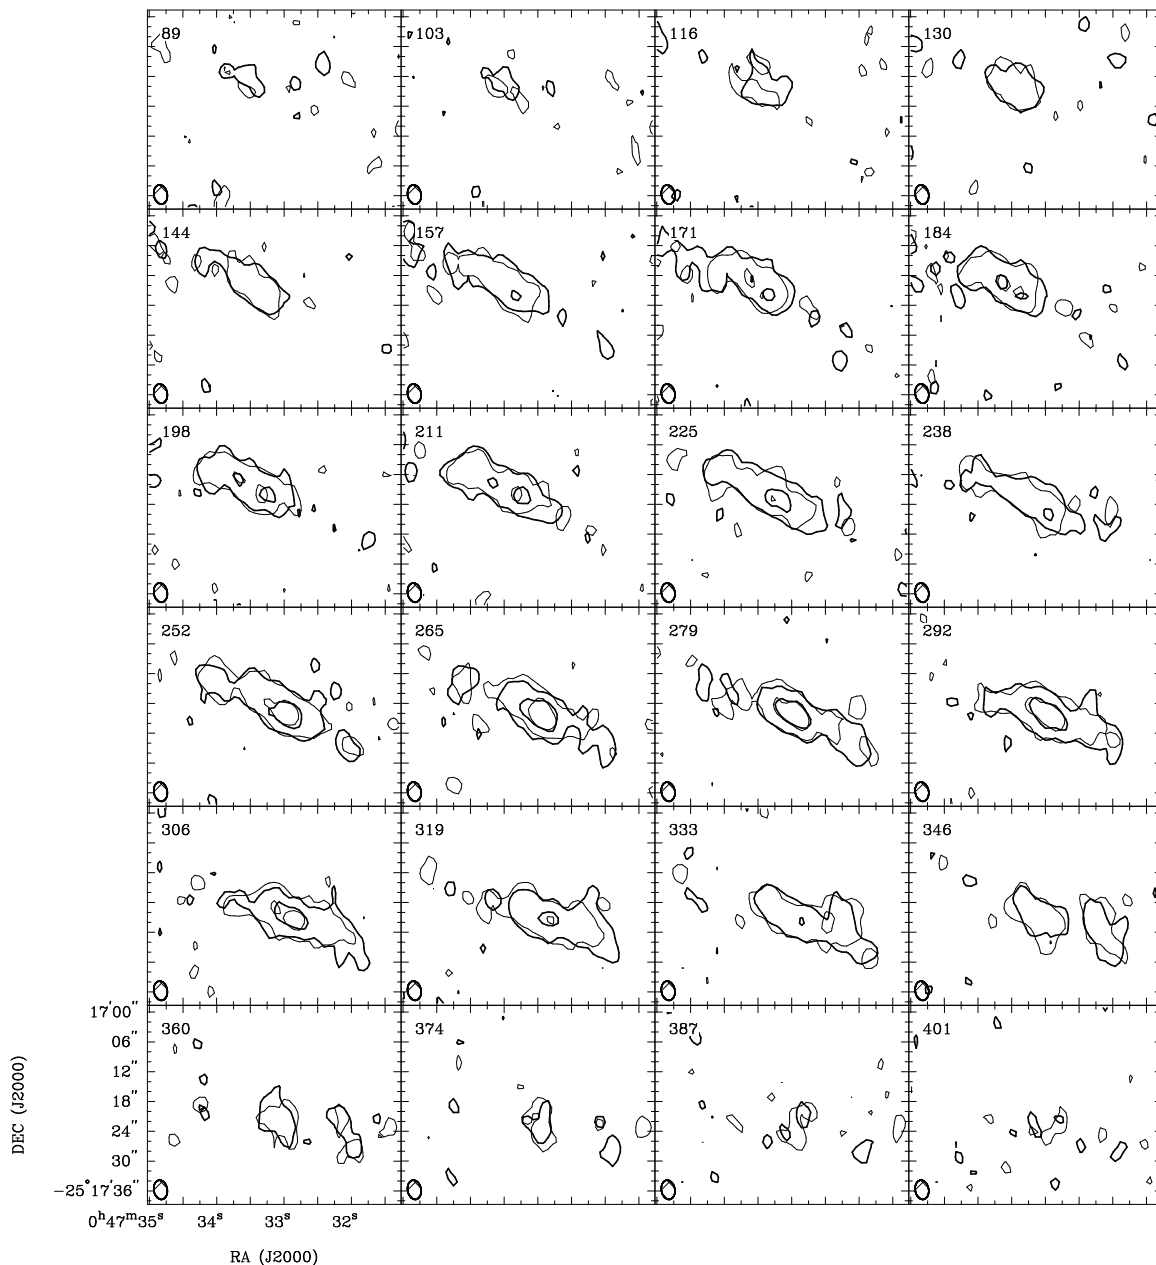 89 103 116 130
144 157 171 184
198 211 225 238
252 265 279 292
306 319 333 346
17'00"
360 374 387 401
06"
12"
18"
24"
30"
−25°17'36"
0ʰ47ᵐ35ˢ 34ˢ 33ˢ 32ˢ
DEC (J2000)
RA (J2000)